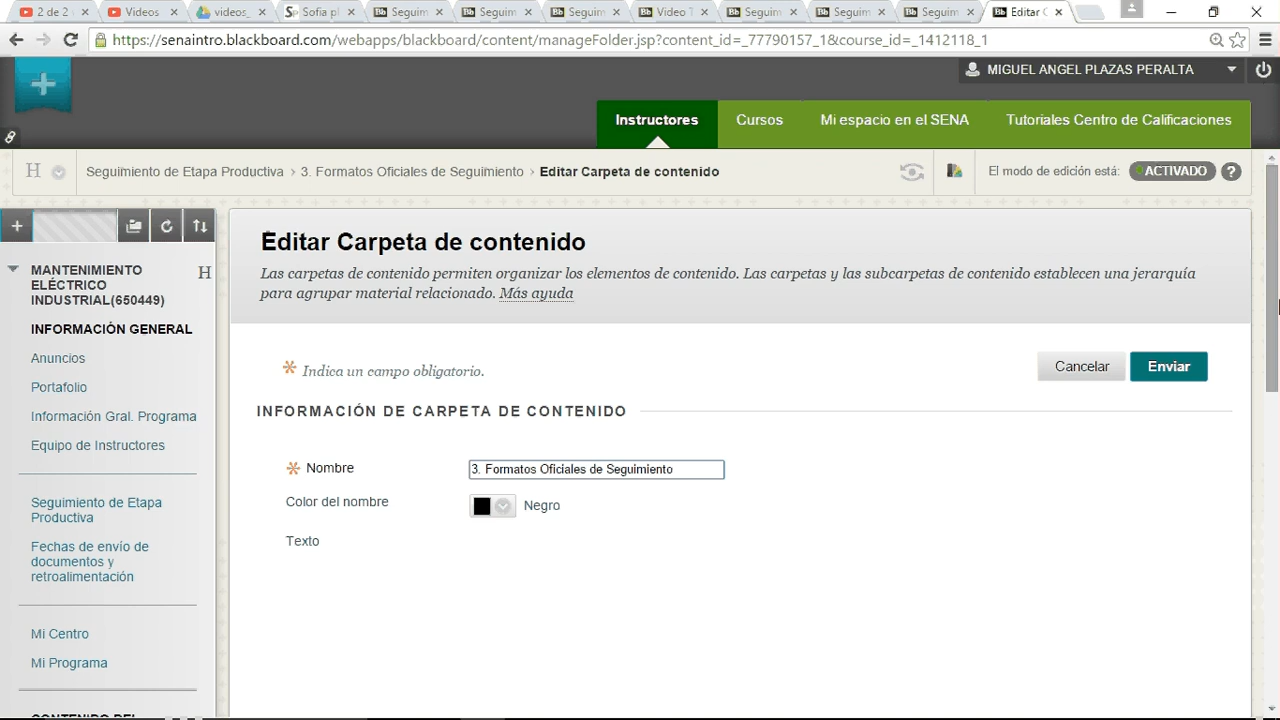 2 de 2
Videos
videos_
Sofia pl
Seguim
Seguim
Seguim
Video T
Seguim
Seguim
Seguim
Editar C
https://senaintro.blackboard.com/webapps/blackboard/content/manageFolder.jsp?content_id=_77790157_1&course_id=_1412118_1
MIGUEL ANGEL PLAZAS PERALTA
Instructores
Cursos
Mi espacio en el SENA
Tutoriales Centro de Calificaciones
Seguimiento de Etapa Productiva › 3. Formatos Oficiales de Seguimiento › Editar Carpeta de contenido
El modo de edición está: ACTIVADO ?
Editar Carpeta de contenido
Las carpetas de contenido permiten organizar los elementos de contenido. Las carpetas y las subcarpetas de contenido establecen una jerarquía
para agrupar material relacionado. Más ayuda
MANTENIMIENTO
ELÉCTRICO
INDUSTRIAL(650449)
INFORMACIÓN GENERAL
Anuncios
Portafolio
Información Gral. Programa
Equipo de Instructores
Seguimiento de Etapa
Productiva
Fechas de envío de
documentos y
retroalimentación
Mi Centro
Mi Programa
CONTENIDO DEL
* Indica un campo obligatorio.
Cancelar
Enviar
INFORMACIÓN DE CARPETA DE CONTENIDO
* Nombre
3. Formatos Oficiales de Seguimiento
Color del nombre
Negro
Texto